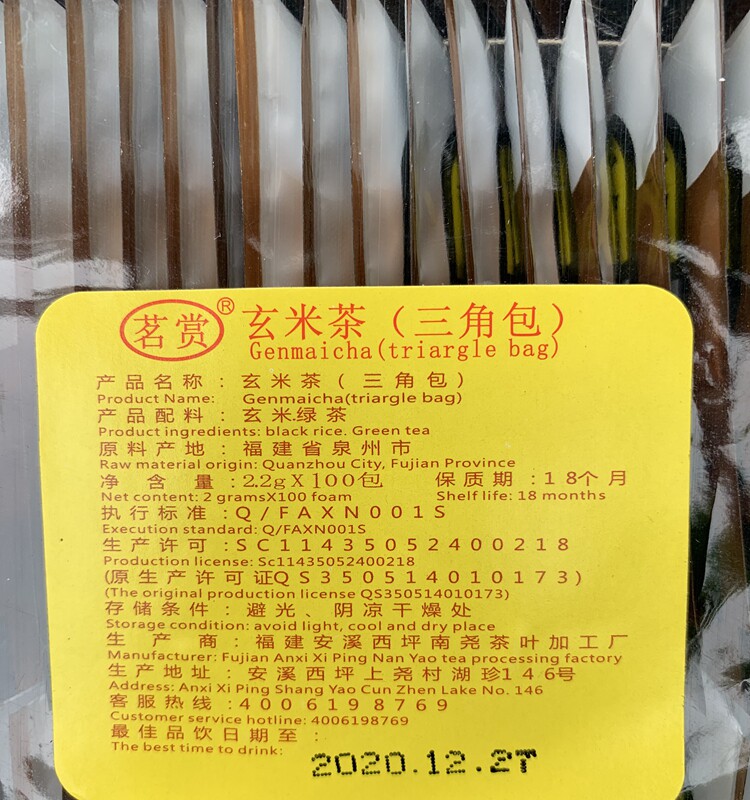 茗赏® 玄米茶（三角包）
Genmaicha(triargle bag)
产品名称：玄米茶（三角包）
Product Name: Genmaicha(triargle bag)
产品配料：玄米绿茶
Product ingredients: black rice. Green tea
原料产地：福建省泉州市
Raw material origin: Quanzhou City, Fujian Province
净含量：2.2gX100包 保质期：18个月
Net content: 2 gramsX100 foam Shelf life: 18 months
执行标准：Q/FAXN001S
Execution standard: Q/FAXN001S
生产许可：SC11435052400218
Production license: Sc11435052400218
(原生产许可证QS350514010173)
(The original production license QS350514010173)
存储条件：避光、阴凉干燥处
Storage condition: avoid light, cool and dry place
生产商：福建安溪西坪南尧茶叶加工厂
Manufacturer: Fujian Anxi Xi Ping Nan Yao tea processing factory
生产地址：安溪西坪上尧村湖珍146号
Address: Anxi Xi Ping Shang Yao Cun Zhen Lake No. 146
客服热线：4006198769
Customer service hotline: 4006198769
最佳品饮日期至：
The best time to drink: 2020.12.27